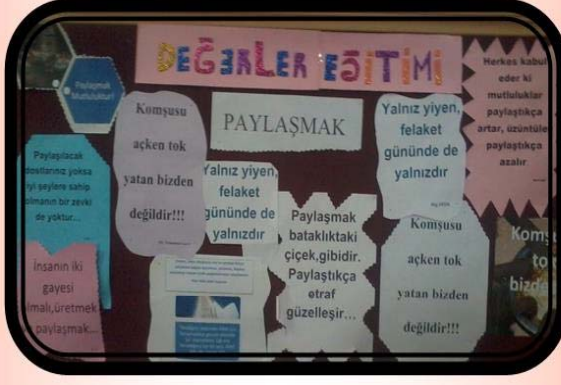 DEĞERLER EĞİTİMİ
PAYLAŞMAK
Paylaşmak
Mutluluktur!
Komşusu
açken tok
yatan bizden
değildir!!!
Yalnız yiyen,
felaket
gününde de
yalnızdır
Herkes kabul
eder ki
mutluluklar
paylaştıkça
artar, üzüntüler
paylaştıkça
azalır
Paylaşılacak
dostlarınız yoksa
iyi şeylere sahip
olmanın bir zevki
de yoktur...
Yalnız yiyen,
felaket
gününde de
yalnızdır
Paylaşmak
bataklıktaki
çiçek,gibidir.
Paylaştıkça
etraf
güzelleşir...
Komşusu
açken tok
yatan bizden
değildir!!!
Komşu
to
bizde
İnsanın iki
gayesi
olmalı,üretmek
paylaşmak...